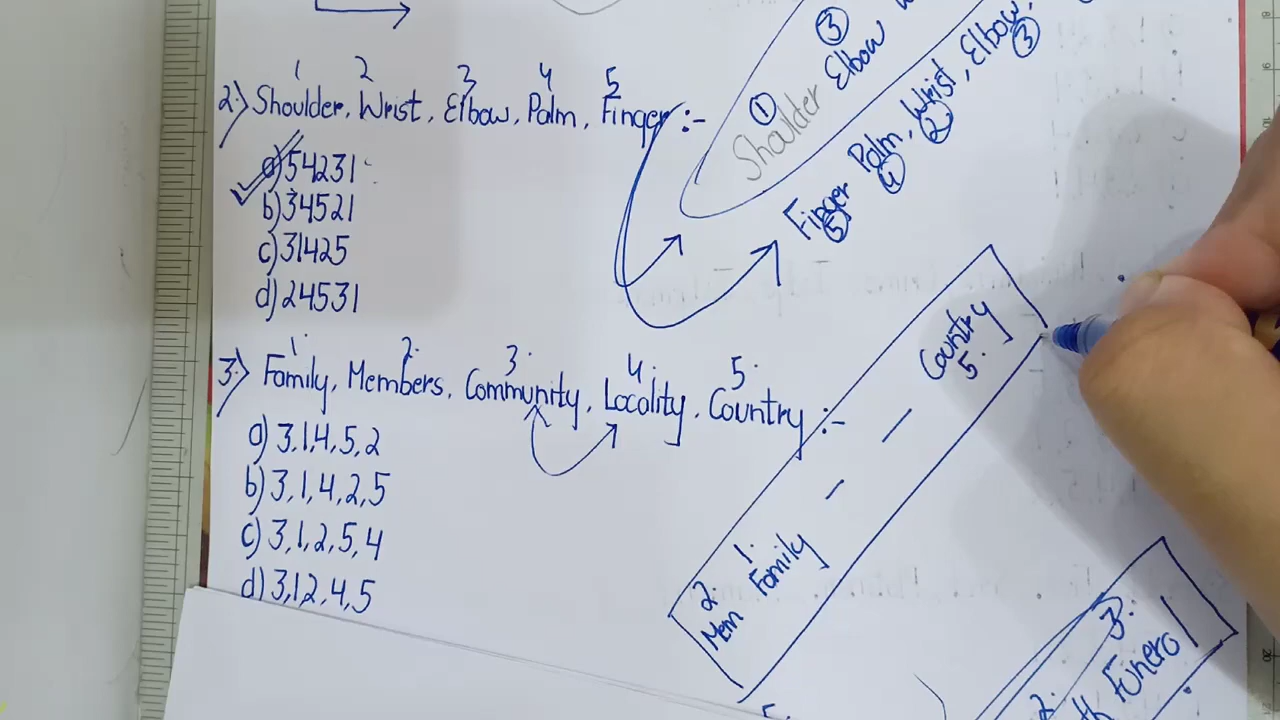 1 2 3 4 5
2) Shoulder, Wrist, Elbow, Palm, Finger :-
a) 54231
b) 34521
c) 31425
d) 24531
① ③
Shoulder Elbow
Finger Palm, Wrist, Elbow,
⑤ ④ ② ③
1 2 3 4 5
3) Family, Members, Community, Locality, Country :-
a) 3,1,4,5,2
b) 3,1,4,2,5
c) 3,1,2,5,4
d) 3,1,2,4,5
2. 1.
Mem Family — — Country
5.
2. 3.
Funeral